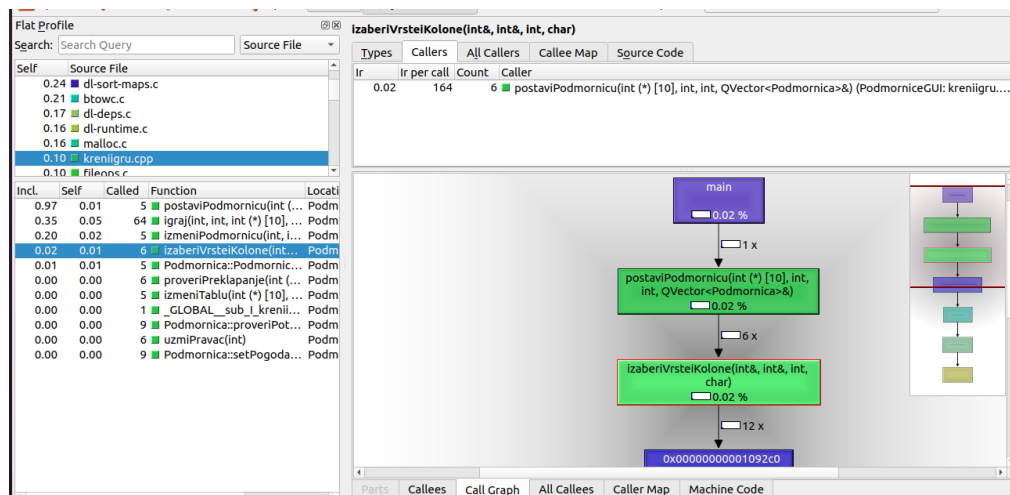 Flat Profile
Search: Search Query Source File
Self Source File
0.24 dl-sort-maps.c
0.21 btowc.c
0.17 dl-deps.c
0.16 dl-runtime.c
0.16 malloc.c
0.10 kreniigru.cpp
0.10 fileops.c
Incl. Self Called Function Locati
0.97 0.01 5 postaviPodmornicu(int (... Podm
0.35 0.05 64 igraj(int, int, int (*) [10], ... Podm
0.20 0.02 5 izmeniPodmornicu(int, i... Podm
0.02 0.01 6 izaberiVrsteiKolone(int... Podm
0.01 0.01 5 Podmornica::Podmornic... Podm
0.00 0.00 6 proveriPreklapanje(int (... Podm
0.00 0.00 5 izmeniTablu(int (*) [10], ... Podm
0.00 0.00 1 _GLOBAL__sub_I_krenii... Podm
0.00 0.00 9 Podmornica::proveriPot... Podm
0.00 0.00 6 uzmiPravac(int) Podm
0.00 0.00 9 Podmornica::setPogoda... Podm
izaberiVrsteiKolone(int&, int&, int, char)
Types Callers All Callers Callee Map Source Code
Ir Ir per call Count Caller
0.02 164 6 postaviPodmornicu(int (*) [10], int, int, QVector<Podmornica>&) (PodmorniceGUI: kreniigru....
main
0.02 %
1 x
postaviPodmornicu(int (*) [10], int,
int, QVector<Podmornica>&)
0.02 %
6 x
izaberiVrsteiKolone(int&, int&, int,
char)
0.02 %
12 x
0x00000000001092c0
Parts Callees Call Graph All Callees Caller Map Machine Code